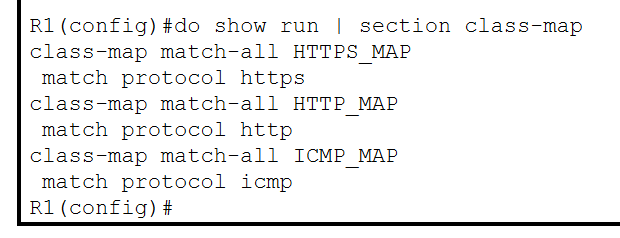 R1(config)#do show run | section class-map
class-map match-all HTTPS_MAP
 match protocol https
class-map match-all HTTP_MAP
 match protocol http
class-map match-all ICMP_MAP
 match protocol icmp
R1(config)#